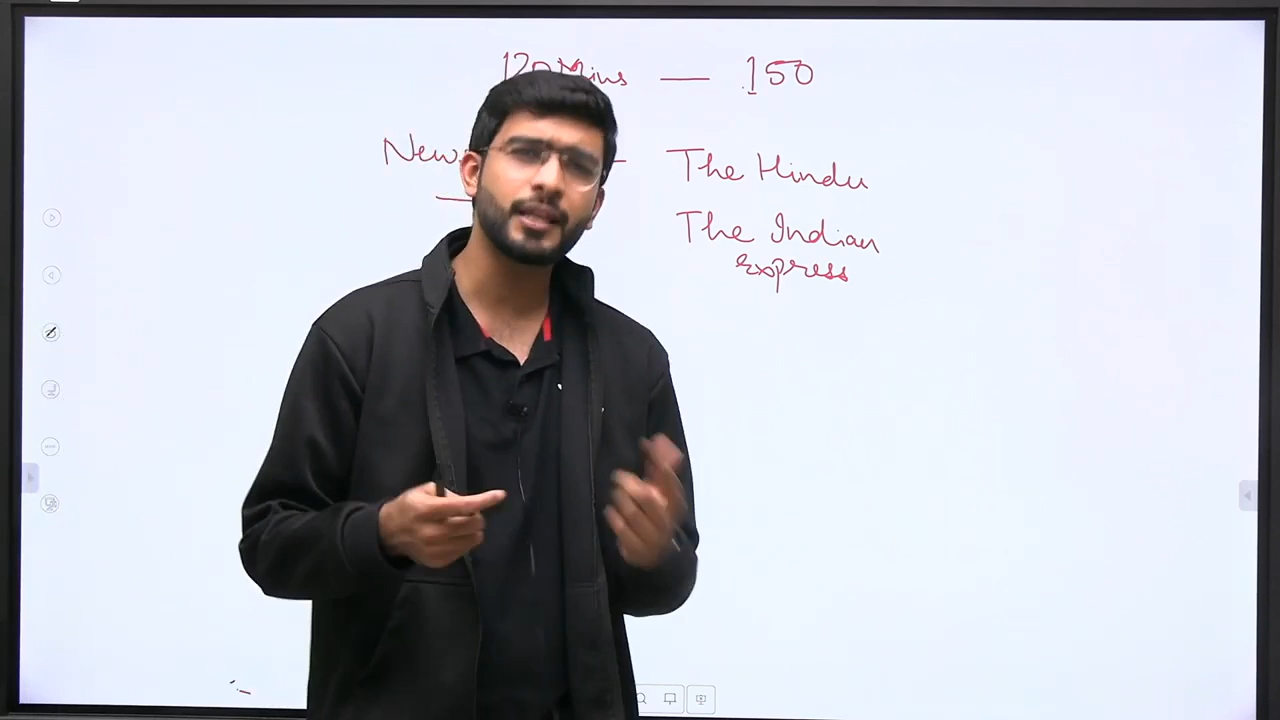 120 Mins — 150
The Hindu
The Indian
Express